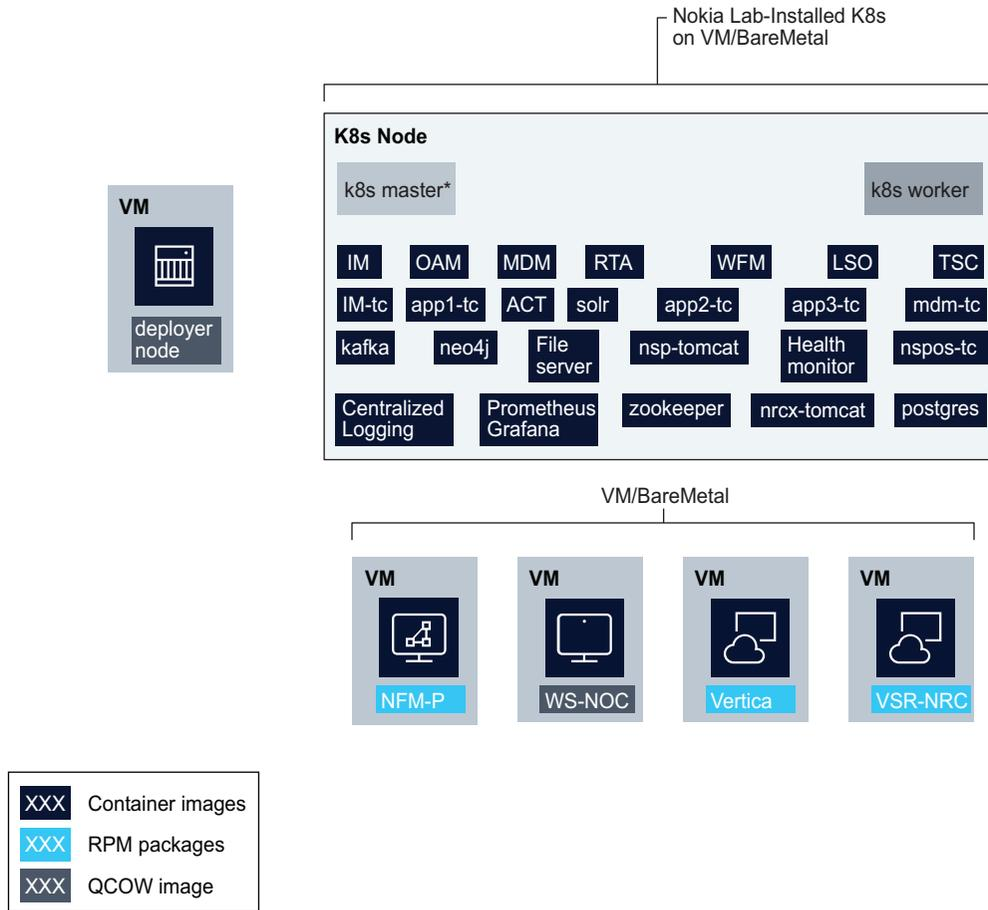 Nokia Lab-Installed K8s
on VM/BareMetal
K8s Node
k8s master*
k8s worker
VM
deployer
node
IM OAM MDM RTA WFM LSO TSC
IM-tc app1-tc ACT solr app2-tc app3-tc mdm-tc
kafka neo4j File server nsp-tomcat Health monitor nspos-tc
Centralized Logging Prometheus Grafana zookeeper nrcx-tomcat postgres
VM/BareMetal
VM VM VM VM
NFM-P WS-NOC Vertica VSR-NRC
XXX Container images
XXX RPM packages
XXX QCOW image